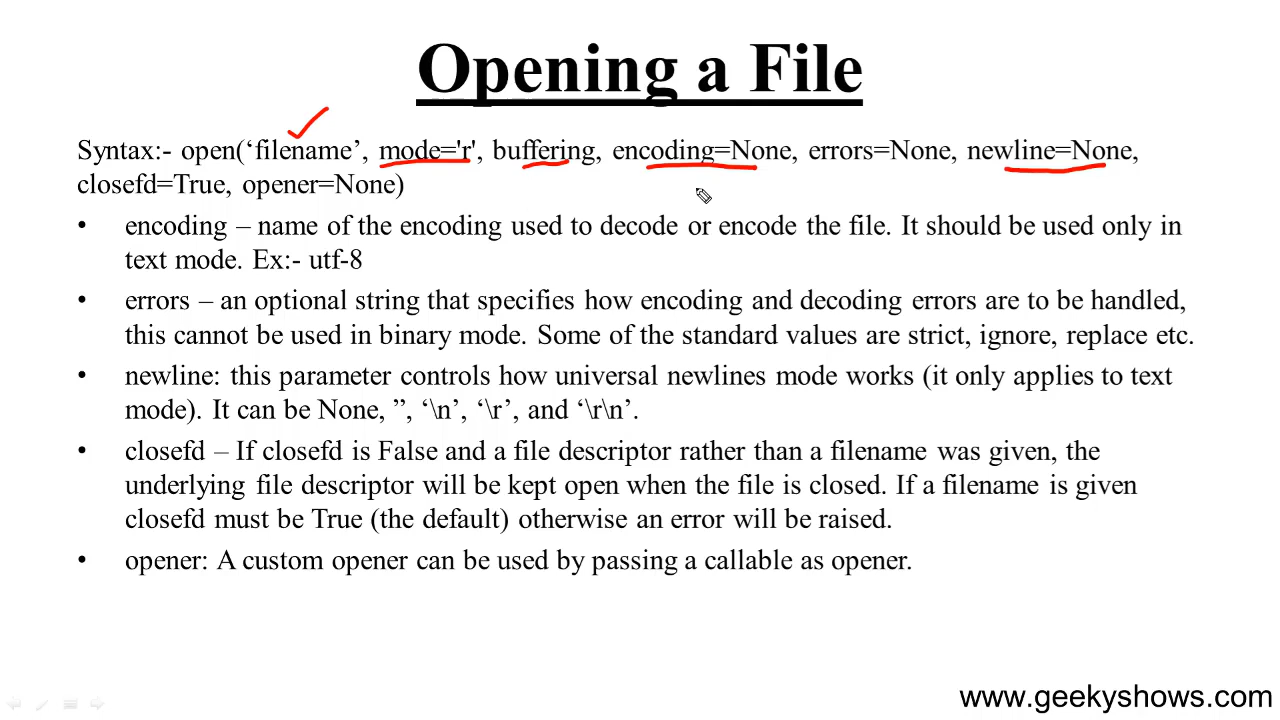 Opening a File
Syntax:- open(‘filename’, mode='r', buffering, encoding=None, errors=None, newline=None,
closefd=True, opener=None)
• encoding – name of the encoding used to decode or encode the file. It should be used only in
text mode. Ex:- utf-8
• errors – an optional string that specifies how encoding and decoding errors are to be handled,
this cannot be used in binary mode. Some of the standard values are strict, ignore, replace etc.
• newline: this parameter controls how universal newlines mode works (it only applies to text
mode). It can be None, ”, ‘\n’, ‘\r’, and ‘\r\n’.
• closefd – If closefd is False and a file descriptor rather than a filename was given, the
underlying file descriptor will be kept open when the file is closed. If a filename is given
closefd must be True (the default) otherwise an error will be raised.
• opener: A custom opener can be used by passing a callable as opener.
www.geekyshows.com